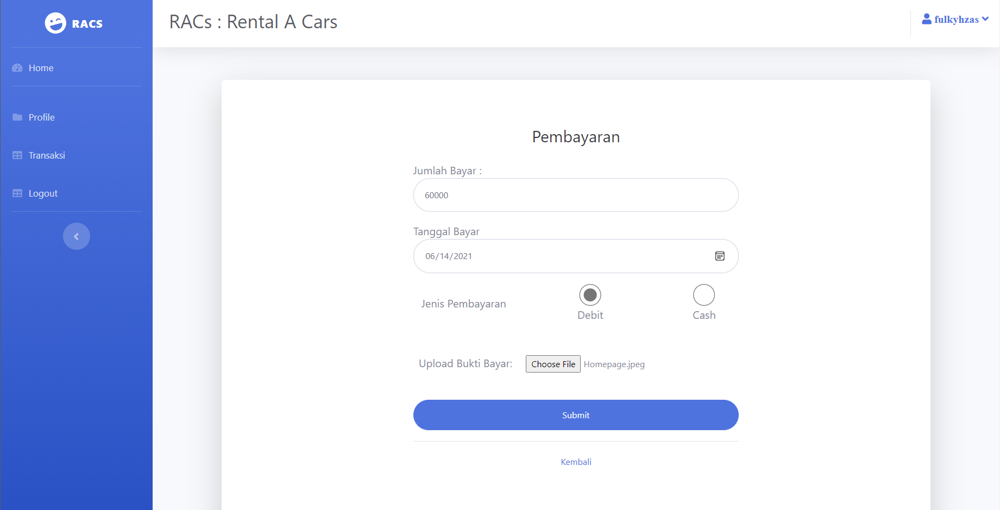 RACS
RACs : Rental A Cars
fulkyhzas
Home
Profile
Transaksi
Logout
Pembayaran
Jumlah Bayar :
60000
Tanggal Bayar
06/14/2021
Jenis Pembayaran
Debit
Cash
Upload Bukti Bayar: Choose File Homepage.jpeg
Submit
Kembali